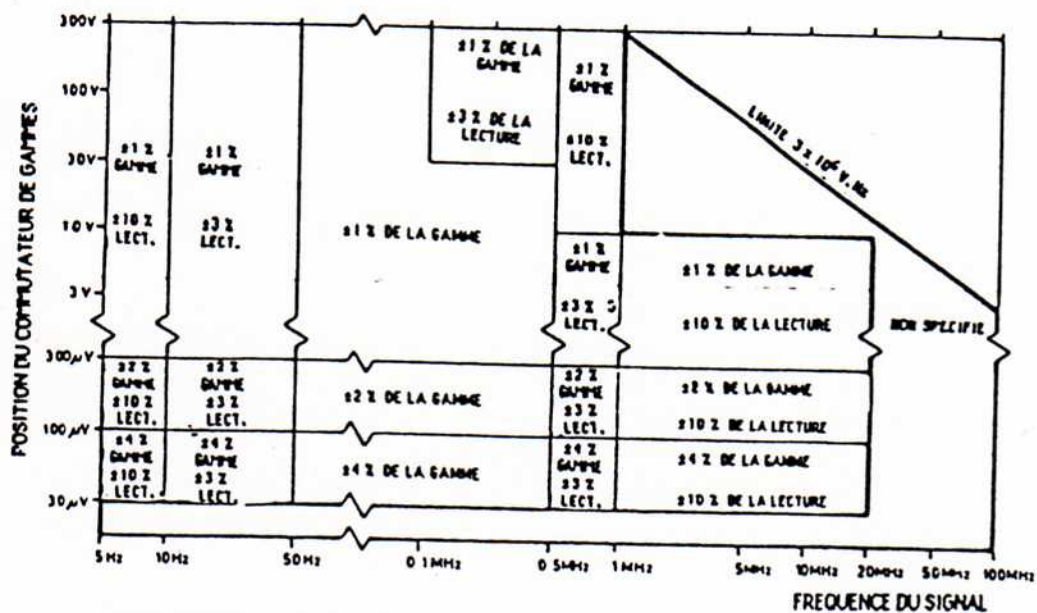 POSITION DU COMMUTATEUR DE GAMMES
300V
100V
30V
10V
3V
300µV
100µV
30µV
±1% DE LA
GAMME
±3% DE LA
LECTURE
±1%
GAMME
±10%
LECT.
LIMITE 3 x 10⁶ V.Hz
±1%
GAMME
±10%
LECT.
±1%
GAMME
±3%
LECT.
±1% DE LA GAMME
±1%
GAMME
±3%
LECT.
±1% DE LA GAMME
±10% DE LA LECTURE
NON SPECIFIE
±2%
GAMME
±10%
LECT.
±2%
GAMME
±3%
LECT.
±2% DE LA GAMME
±2%
GAMME
±3%
LECT.
±2% DE LA GAMME
±10% DE LA LECTURE
±4%
GAMME
±10%
LECT.
±4%
GAMME
±3%
LECT.
±4% DE LA GAMME
±4%
GAMME
±3%
LECT.
±4% DE LA GAMME
±10% DE LA LECTURE
5Hz 10Hz 50Hz 0.1MHz 0.5MHz 1MHz 5MHz 10MHz 20MHz 50MHz 100MHz
FREQUENCE DU SIGNAL